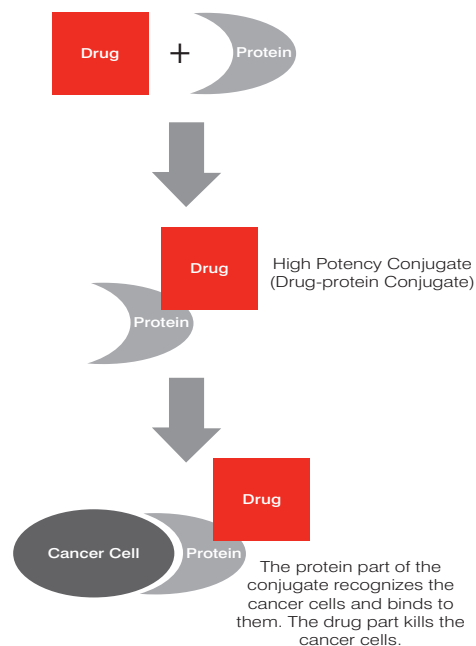 Drug
+
Protein
Drug
High Potency Conjugate
(Drug-protein Conjugate)
Protein
Drug
Cancer Cell
Protein
The protein part of the
conjugate recognizes the
cancer cells and binds to
them. The drug part kills the
cancer cells.